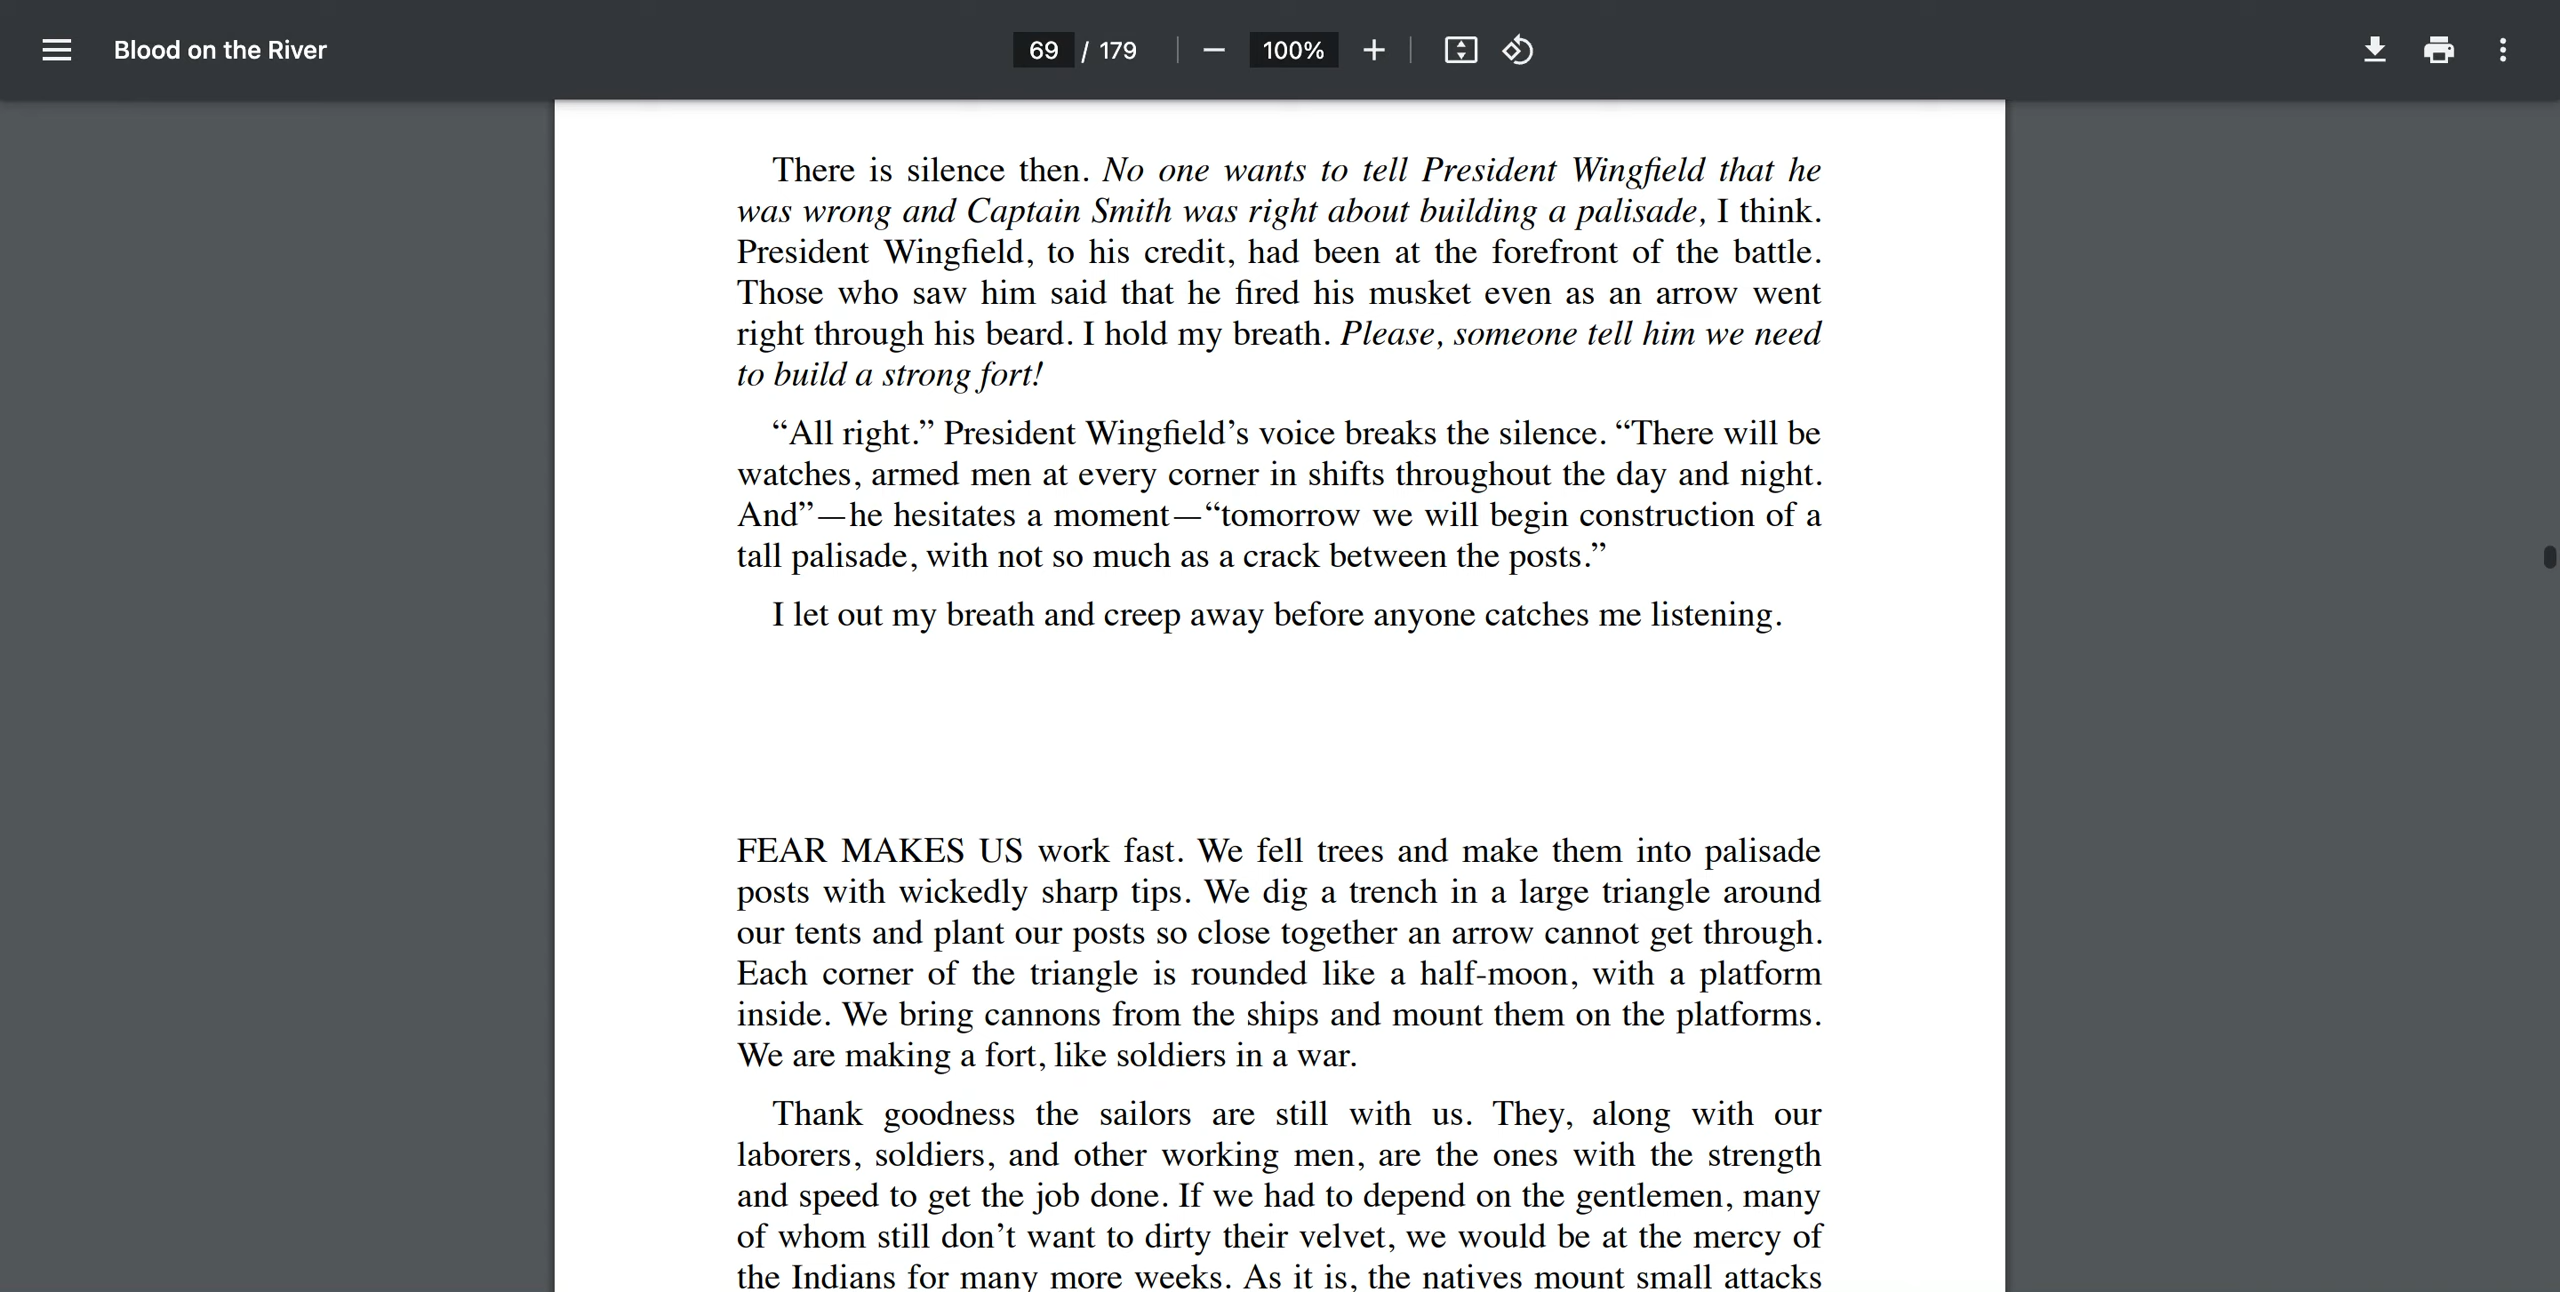 Blood on the River
69 / 179
100%
There is silence then. No one wants to tell President Wingfield that he
was wrong and Captain Smith was right about building a palisade, I think.
President Wingfield, to his credit, had been at the forefront of the battle.
Those who saw him said that he fired his musket even as an arrow went
right through his beard. I hold my breath. Please, someone tell him we need
to build a strong fort!
“All right.” President Wingfield’s voice breaks the silence. “There will be
watches, armed men at every corner in shifts throughout the day and night.
And”—he hesitates a moment—“tomorrow we will begin construction of a
tall palisade, with not so much as a crack between the posts.”
I let out my breath and creep away before anyone catches me listening.
FEAR MAKES US work fast. We fell trees and make them into palisade
posts with wickedly sharp tips. We dig a trench in a large triangle around
our tents and plant our posts so close together an arrow cannot get through.
Each corner of the triangle is rounded like a half-moon, with a platform
inside. We bring cannons from the ships and mount them on the platforms.
We are making a fort, like soldiers in a war.
Thank goodness the sailors are still with us. They, along with our
laborers, soldiers, and other working men, are the ones with the strength
and speed to get the job done. If we had to depend on the gentlemen, many
of whom still don’t want to dirty their velvet, we would be at the mercy of
the Indians for many more weeks. As it is, the natives mount small attacks